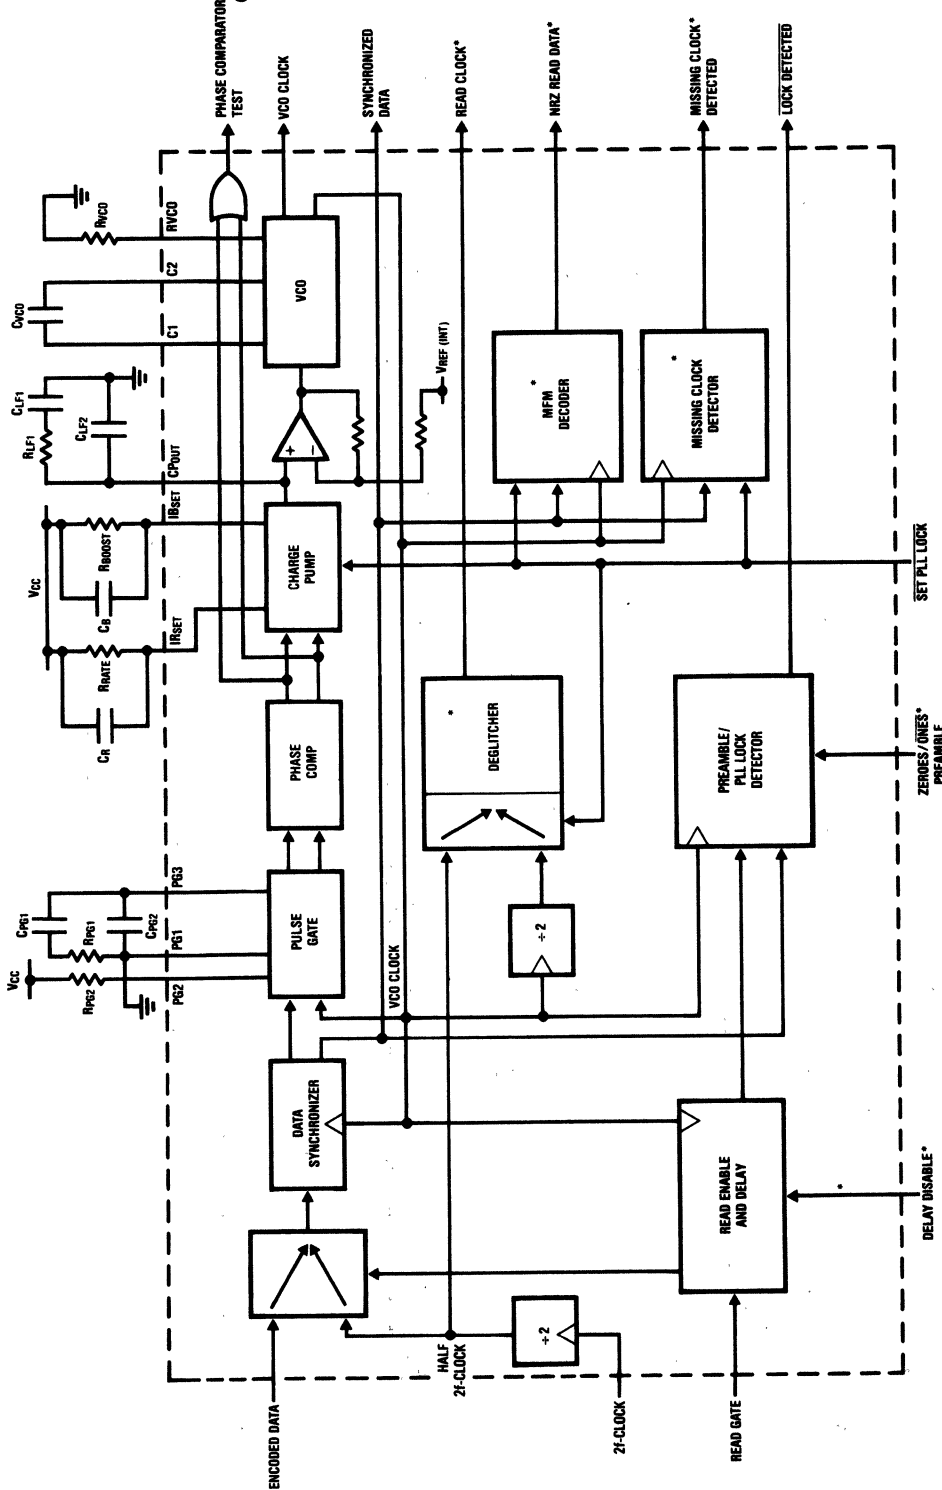 PHASE COMPARATOR
TEST
VCO CLOCK
SYNCHRONIZED
DATA
READ CLOCK*
NRZ READ DATA*
MISSING CLOCK*
DETECTED
LOCK DETECTED
RVCO
RVCO
CVCO
C2
C1
VCO
CLF1
RLF1
CLF2
CPOUT
+
−
VREF (INT)
VCC
RBOOST
CB
IBSET
RRATE
CR
IRSET
CHARGE
PUMP
PHASE
COMP
MFM*
DECODER
*
MISSING CLOCK
DETECTOR
SET PLL LOCK
*
DEGLITCHER
PREAMBLE/
PLL LOCK
DETECTOR
ZEROES/ONES*
PREAMBLE
CPG1
RPG1
CPG2
VCC
RPG2
PG3
PG1
PG2
PULSE
GATE
VCO CLOCK
÷2
DATA
SYNCHRONIZER
READ ENABLE
AND DELAY
*
DELAY DISABLE*
÷2
HALF
2f-CLOCK
ENCODED DATA
2f-CLOCK
READ GATE